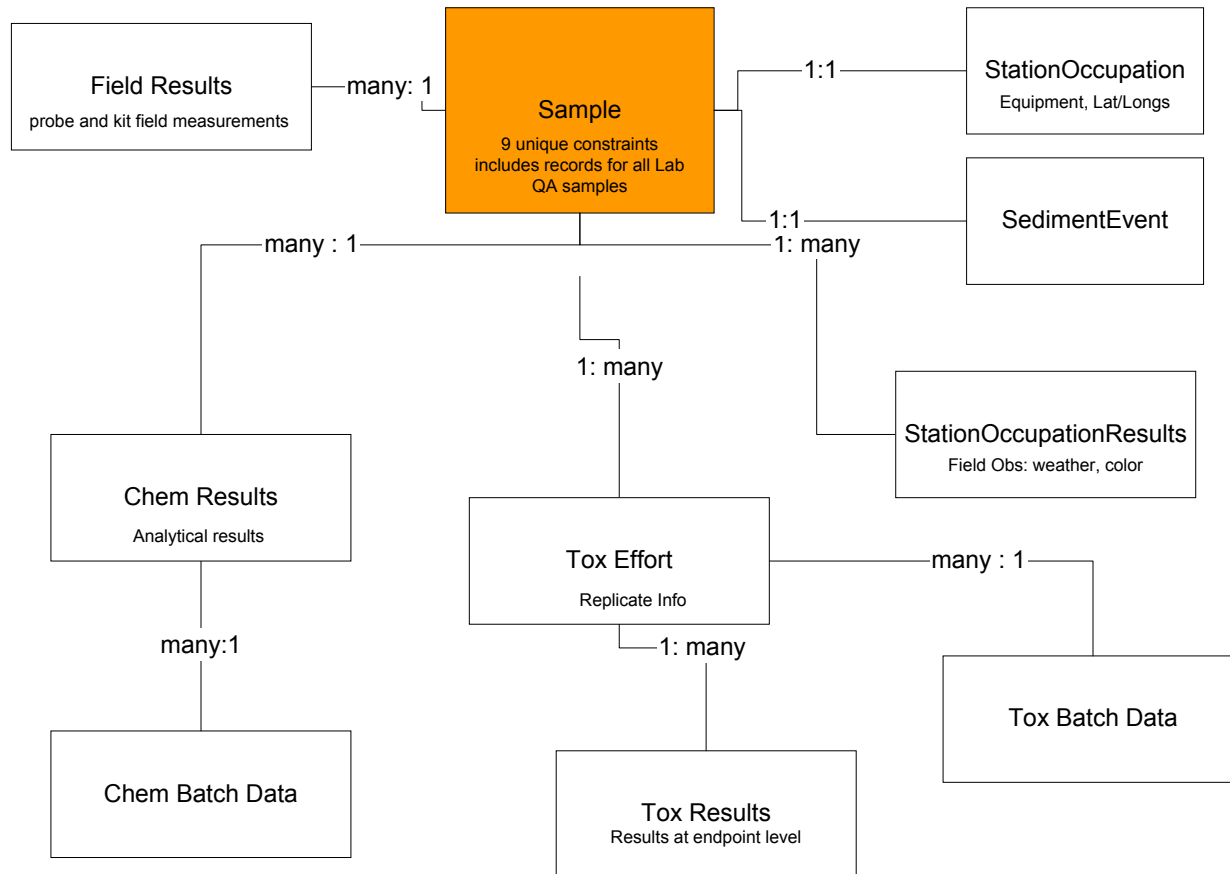 Field Results
probe and kit field measurements
many: 1
Sample
9 unique constraints
includes records for all Lab
QA samples
1:1
StationOccupation
Equipment, Lat/Longs
1:1
SedimentEvent
many : 1
1: many
1: many
StationOccupationResults
Field Obs: weather, color
Chem Results
Analytical results
Tox Effort
Replicate Info
many : 1
many:1
1: many
Tox Batch Data
Chem Batch Data
Tox Results
Results at endpoint level